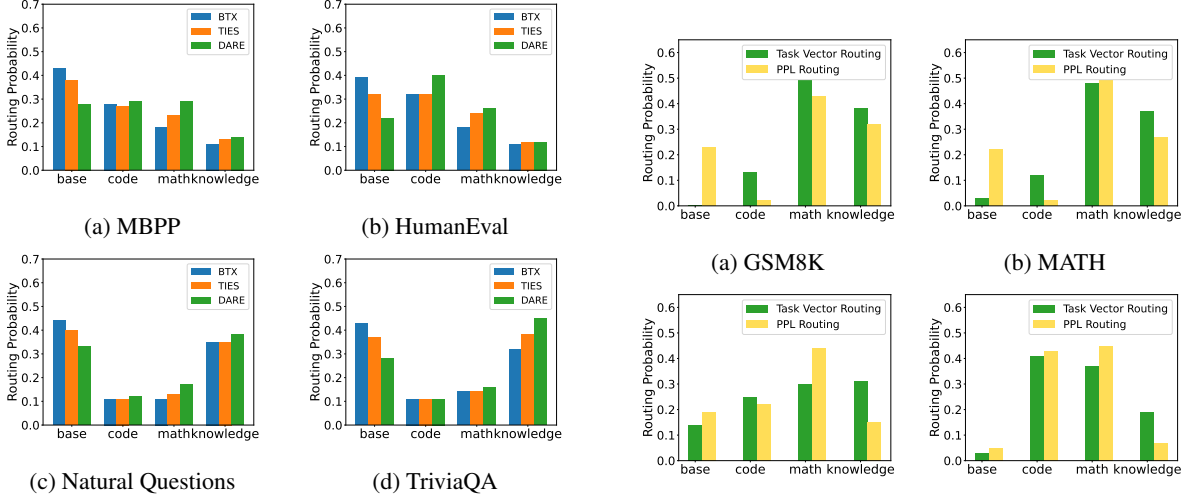 0.7
0.6
0.5
0.4
0.3
0.2
0.1
0.0
Routing Probability
BTX
TIES
DARE
base code math knowledge
(a) MBPP
0.7
0.6
0.5
0.4
0.3
0.2
0.1
0.0
Routing Probability
BTX
TIES
DARE
base code math knowledge
(b) HumanEval
0.7
0.6
0.5
0.4
0.3
0.2
0.1
0.0
Routing Probability
BTX
TIES
DARE
base code math knowledge
(c) Natural Questions
0.7
0.6
0.5
0.4
0.3
0.2
0.1
0.0
Routing Probability
BTX
TIES
DARE
base code math knowledge
(d) TriviaQA
0.6
0.5
0.4
0.3
0.2
0.1
0.0
Routing Probability
Task Vector Routing
PPL Routing
base code math knowledge
(a) GSM8K
0.6
0.5
0.4
0.3
0.2
0.1
0.0
Routing Probability
Task Vector Routing
PPL Routing
base code math knowledge
(b) MATH
0.6
0.5
0.4
0.3
0.2
0.1
0.0
Routing Probability
Task Vector Routing
PPL Routing
base code math knowledge
0.6
0.5
0.4
0.3
0.2
0.1
0.0
Routing Probability
Task Vector Routing
PPL Routing
base code math knowledge